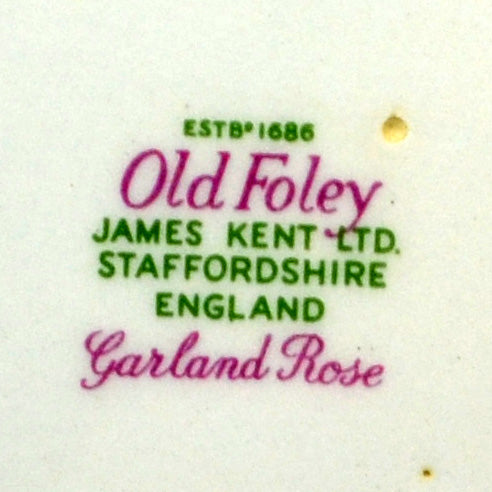 ESTBᴰ 1686
Old Foley
JAMES KENT LTD.
STAFFORDSHIRE
ENGLAND
Garland Rose